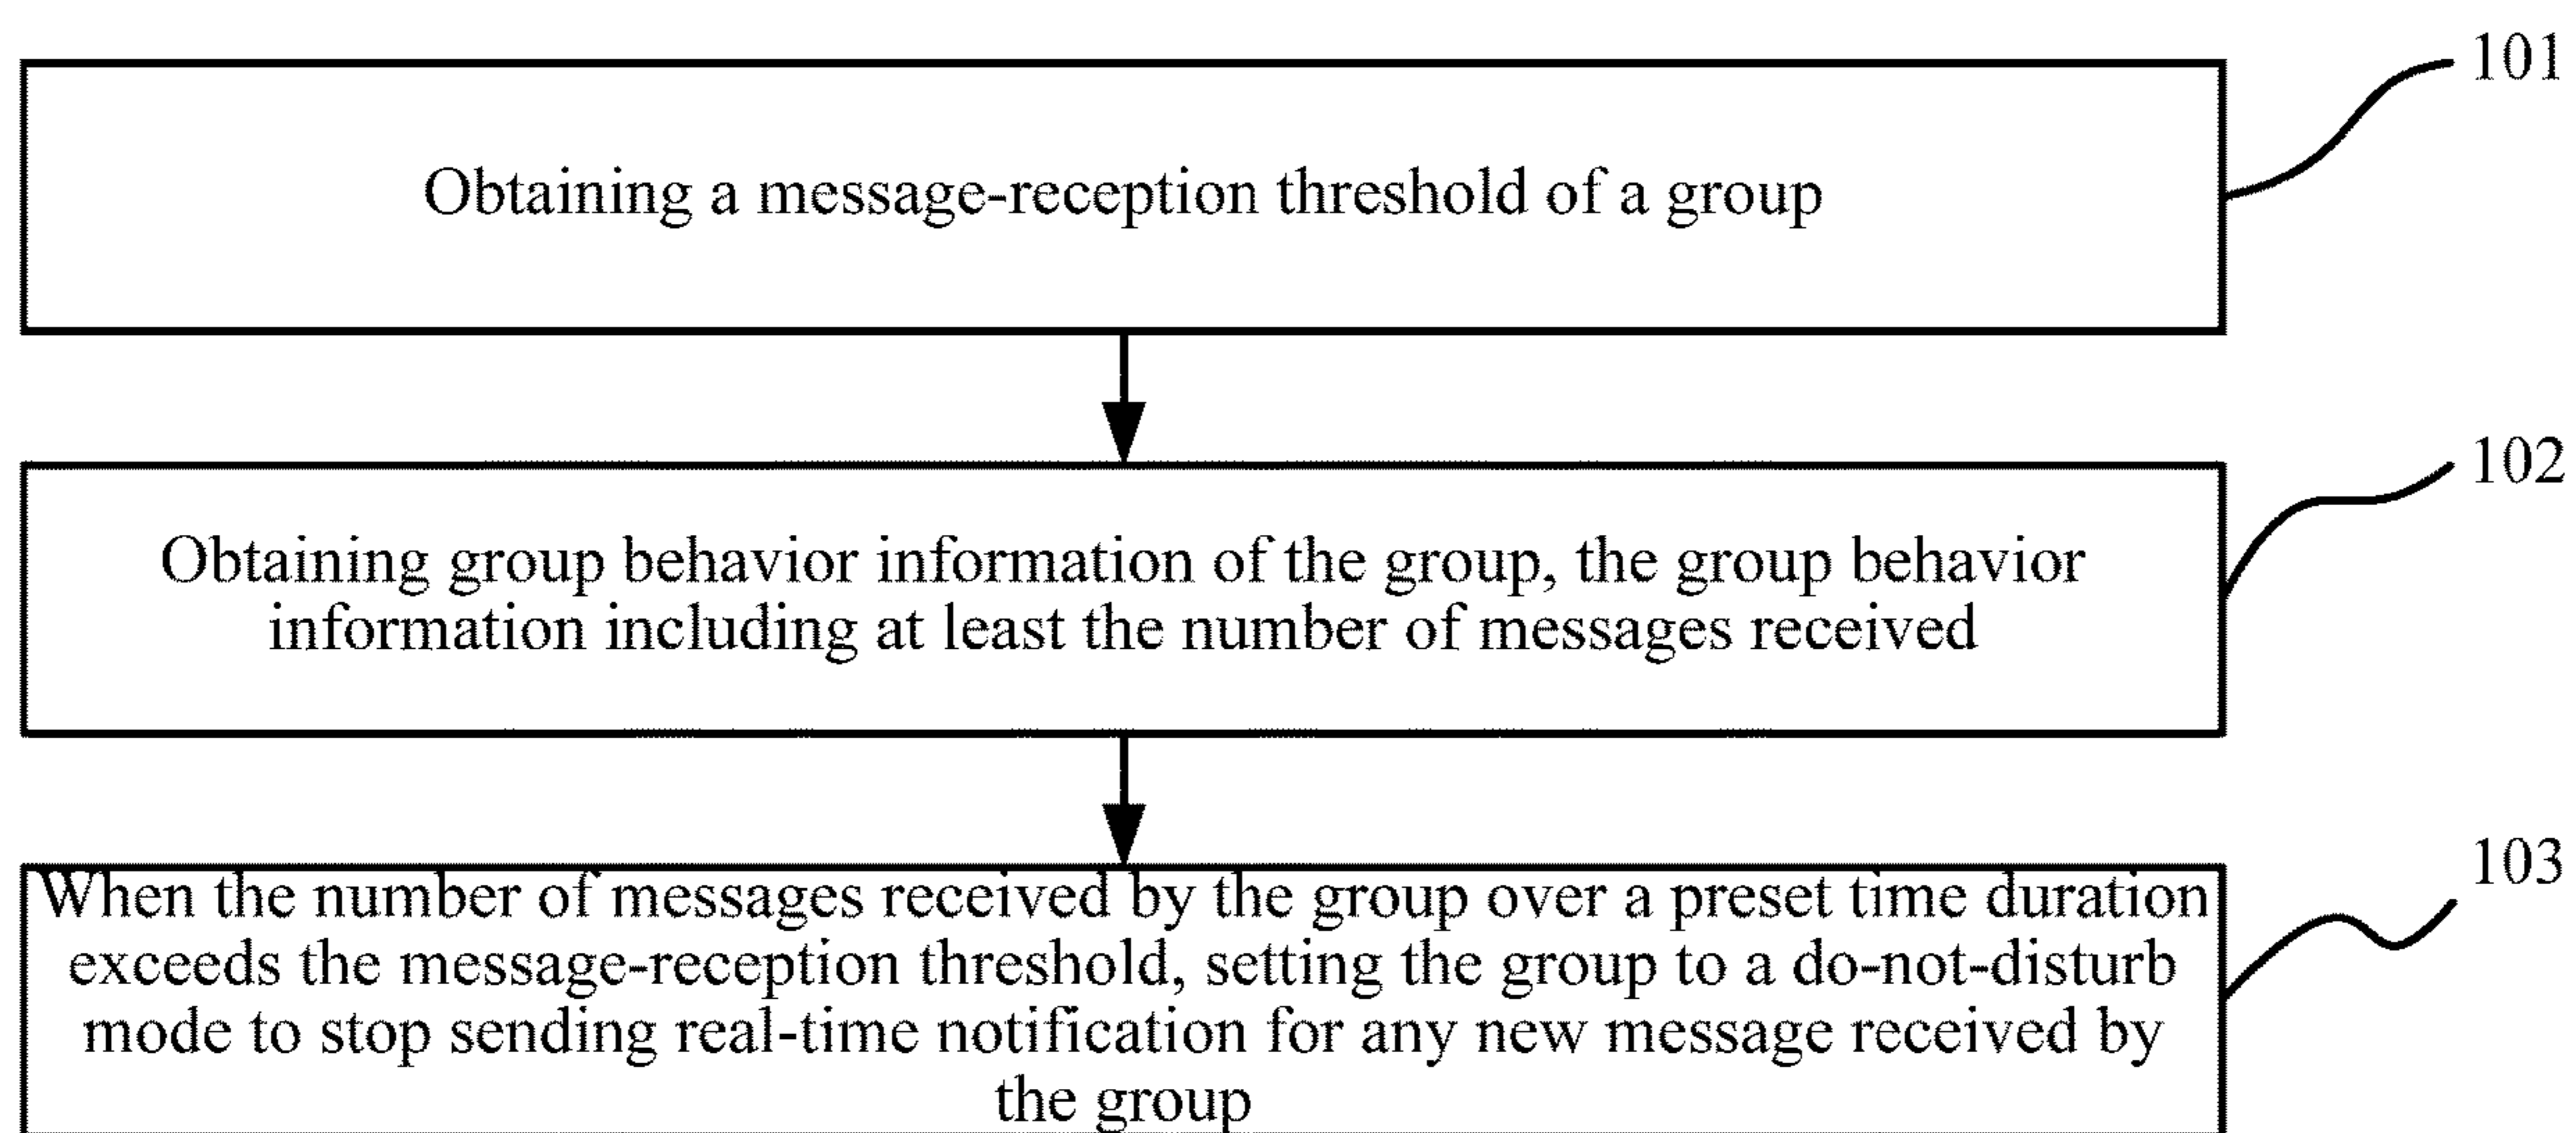 101
Obtaining a message-reception threshold of a group
102
Obtaining group behavior information of the group, the group behavior
information including at least the number of messages received
103
When the number of messages received by the group over a preset time duration
exceeds the message-reception threshold, setting the group to a do-not-disturb
mode to stop sending real-time notification for any new message received by
the group